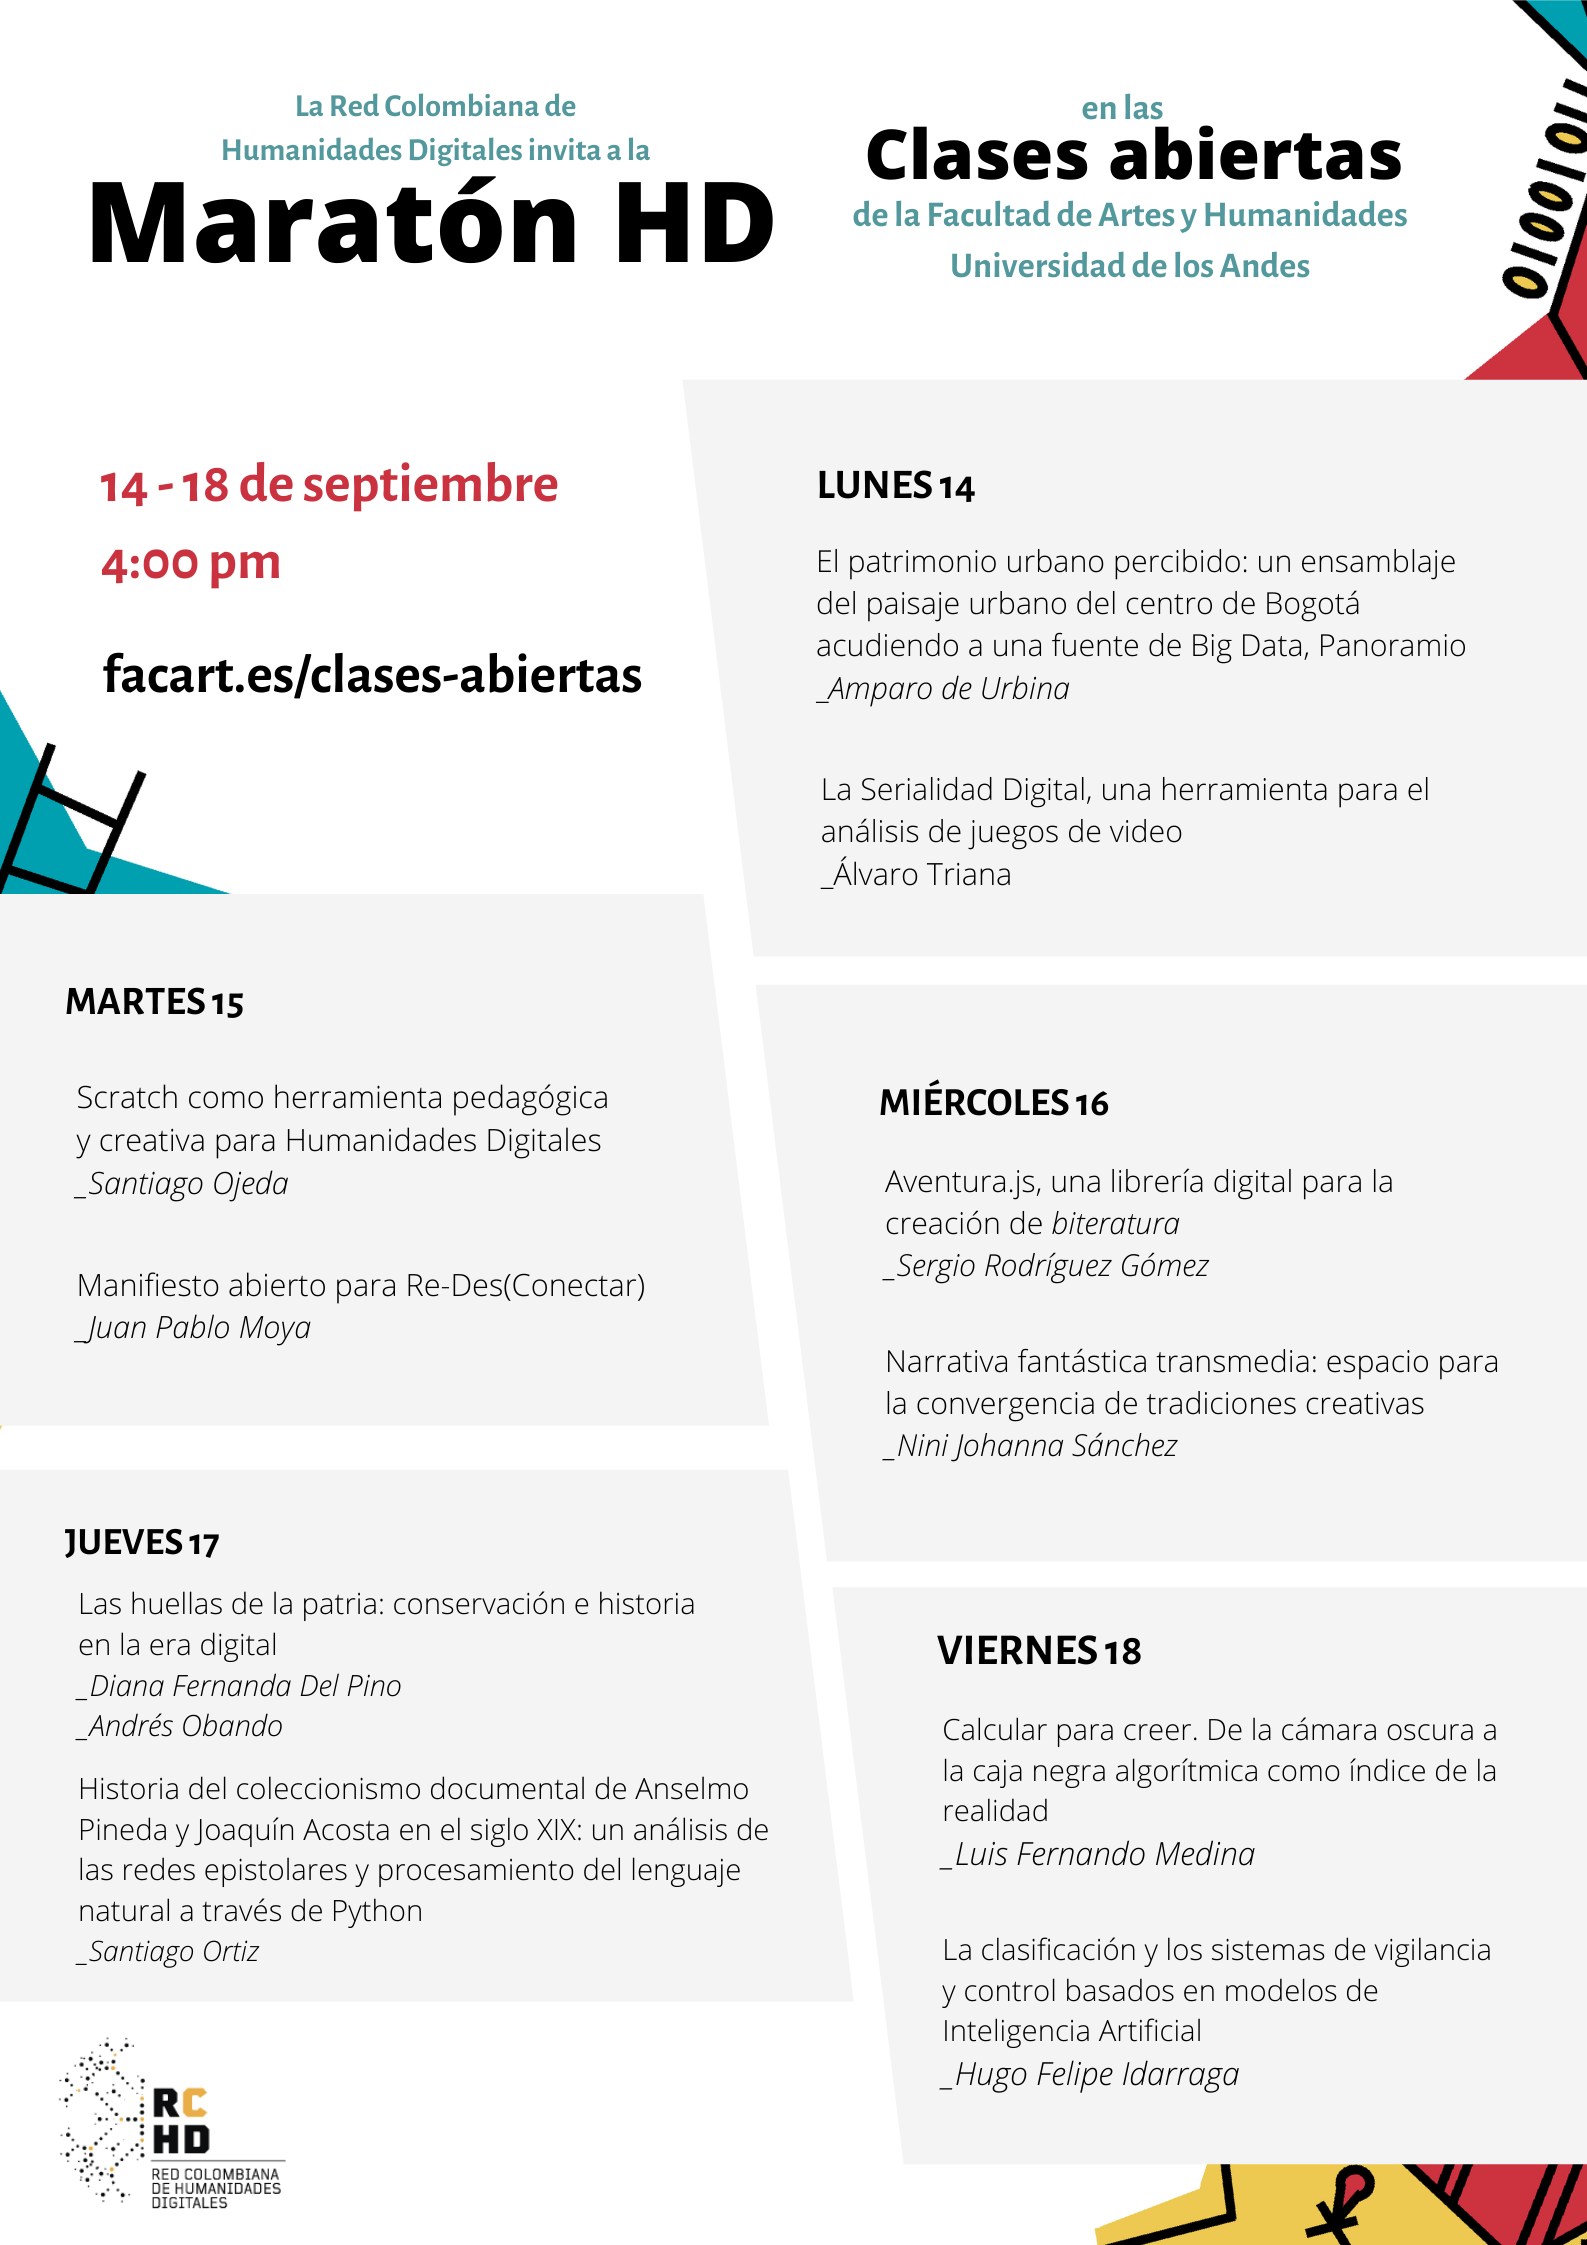 La Red Colombiana de
Humanidades Digitales invita a la
Maratón HD
en las
Clases abiertas
de la Facultad de Artes y Humanidades
Universidad de los Andes
14 - 18 de septiembre
4:00 pm
facart.es/clases-abiertas
LUNES 14
El patrimonio urbano percibido: un ensamblaje
del paisaje urbano del centro de Bogotá
acudiendo a una fuente de Big Data, Panoramio
_Amparo de Urbina
La Serialidad Digital, una herramienta para el
análisis de juegos de video
_Álvaro Triana
MARTES 15
Scratch como herramienta pedagógica
y creativa para Humanidades Digitales
_Santiago Ojeda
Manifiesto abierto para Re-Des(Conectar)
_Juan Pablo Moya
MIÉRCOLES 16
Aventura.js, una librería digital para la
creación de biteratura
_Sergio Rodríguez Gómez
Narrativa fantástica transmedia: espacio para
la convergencia de tradiciones creativas
_Nini Johanna Sánchez
JUEVES 17
Las huellas de la patria: conservación e historia
en la era digital
_Diana Fernanda Del Pino
_Andrés Obando
Historia del coleccionismo documental de Anselmo
Pineda y Joaquín Acosta en el siglo XIX: un análisis de
las redes epistolares y procesamiento del lenguaje
natural a través de Python
_Santiago Ortiz
VIERNES 18
Calcular para creer. De la cámara oscura a
la caja negra algorítmica como índice de la
realidad
_Luis Fernando Medina
La clasificación y los sistemas de vigilancia
y control basados en modelos de
Inteligencia Artificial
_Hugo Felipe Idarraga
RC
HD
RED COLOMBIANA
DE HUMANIDADES
DIGITALES